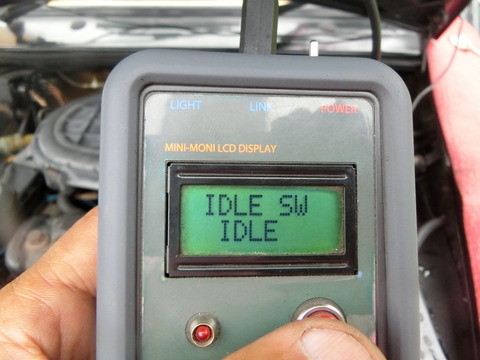 LIGHT LINK POWER
MINI-MONI LCD DISPLAY
IDLE SW
IDLE